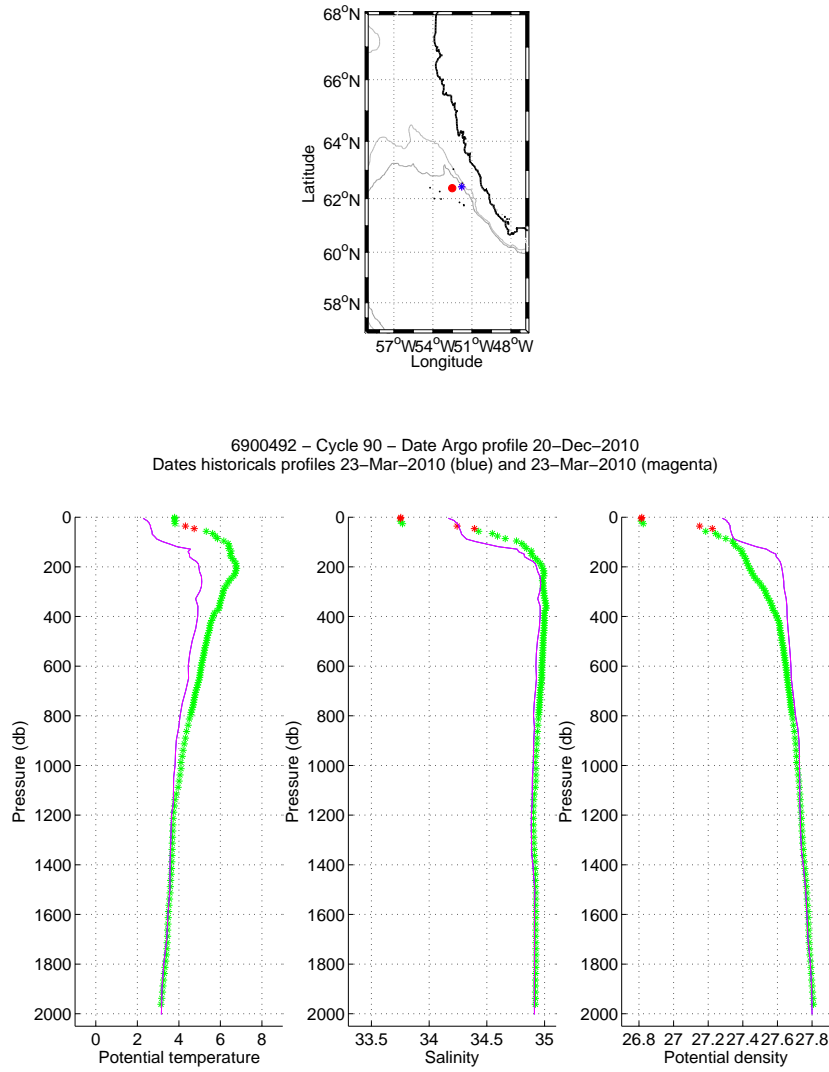 68°N
66°N
64°N
62°N
60°N
58°N
Latitude
57°W 54°W 51°W 48°W
Longitude
6900492 − Cycle 90 − Date Argo profile 20−Dec−2010
Dates historicals profiles 23−Mar−2010 (blue) and 23−Mar−2010 (magenta)
0
200
400
600
800
1000
1200
1400
1600
1800
2000
Pressure (db)
0 2 4 6 8
Potential temperature
0
200
400
600
800
1000
1200
1400
1600
1800
2000
Pressure (db)
33.5 34 34.5 35
Salinity
0
200
400
600
800
1000
1200
1400
1600
1800
2000
Pressure (db)
26.8 27 27.2 27.4 27.6 27.8
Potential density